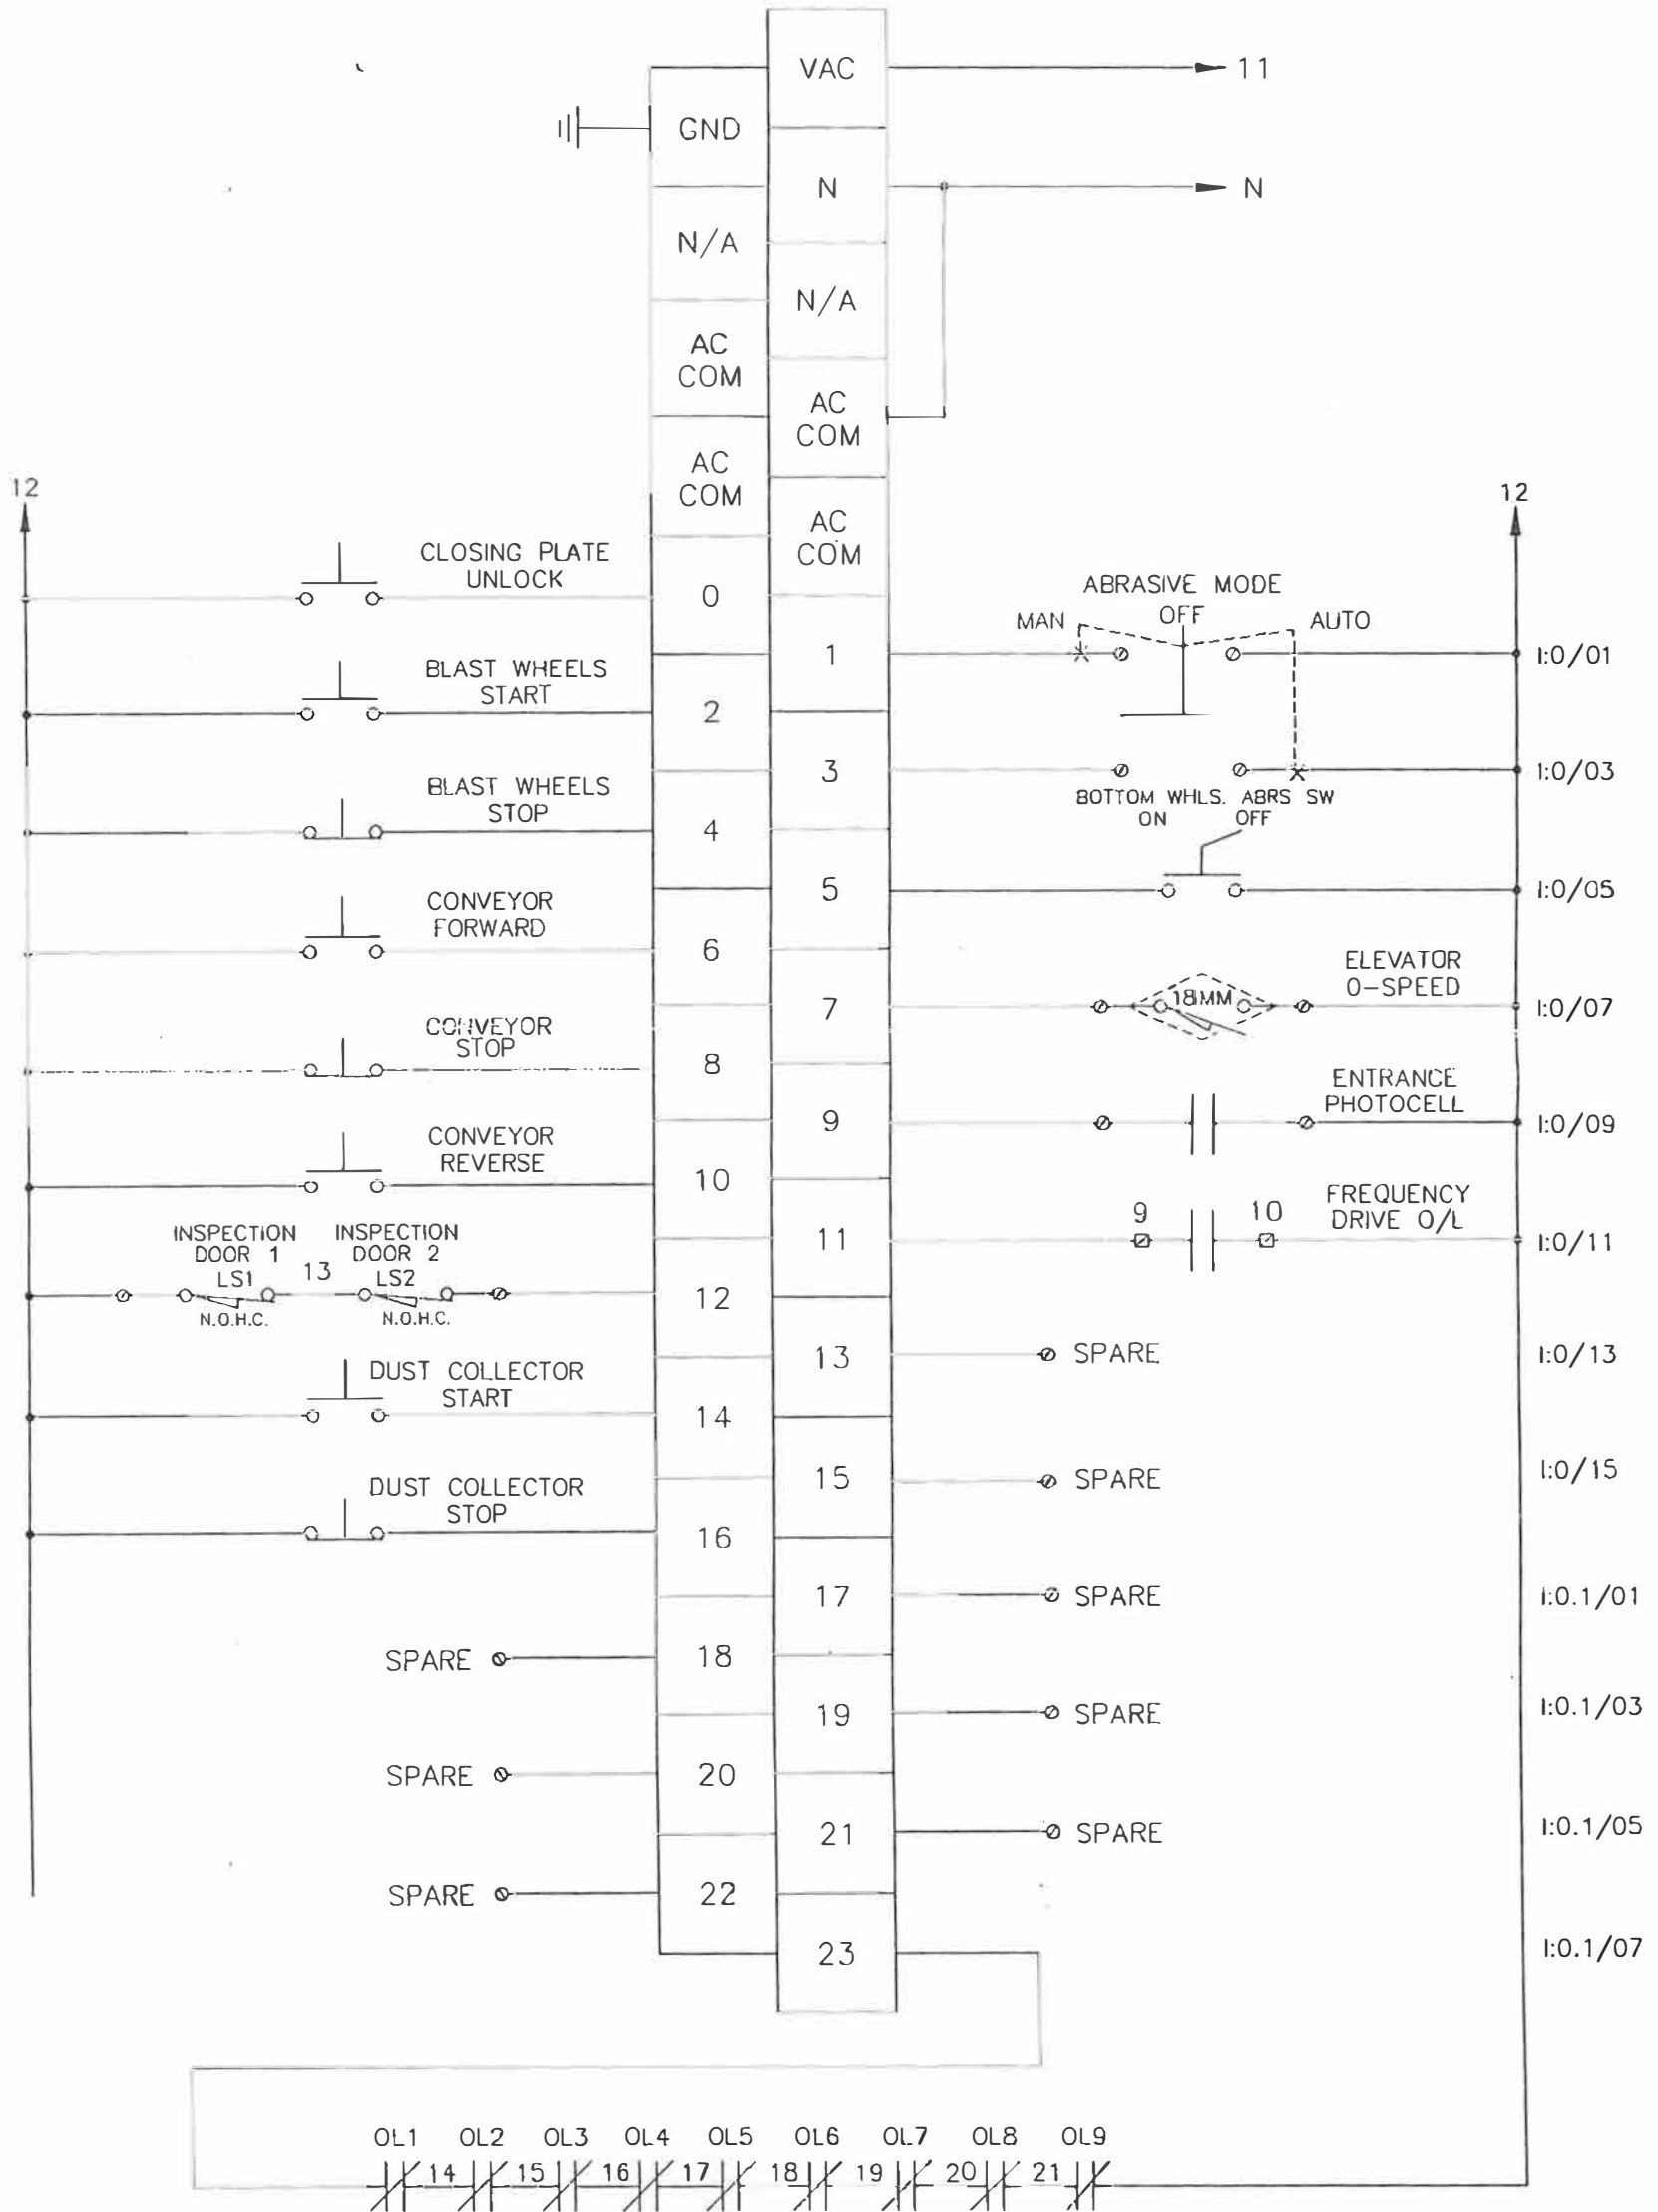 VAC
11
GND
N
N
N/A
N/A
AC
COM
AC
COM
AC
COM
AC
COM
12
CLOSING PLATE
UNLOCK
0
BLAST WHEELS
START
2
BLAST WHEELS
STOP
4
CONVEYOR
FORWARD
6
CONVEYOR
STOP
8
CONVEYOR
REVERSE
10
INSPECTION
DOOR 1
LS1
N.O.H.C.
13
INSPECTION
DOOR 2
LS2
N.O.H.C.
12
DUST COLLECTOR
START
14
DUST COLLECTOR
STOP
16
SPARE
18
SPARE
20
SPARE
22
12
ABRASIVE MODE
MAN
OFF
AUTO
1
I:0/01
3
I:0/03
BOTTOM WHLS. ABRS SW
ON
OFF
5
I:0/05
ELEVATOR
0-SPEED
7
18MM
I:0/07
ENTRANCE
PHOTOCELL
9
I:0/09
FREQUENCY
DRIVE O/L
11
9
10
I:0/11
13
SPARE
I:0/13
15
SPARE
I:0/15
17
SPARE
I:0.1/01
19
SPARE
I:0.1/03
21
SPARE
I:0.1/05
23
I:0.1/07
OL1 OL2 OL3 OL4 OL5 OL6 OL7 OL8 OL9
14 15 16 17 18 19 20 21